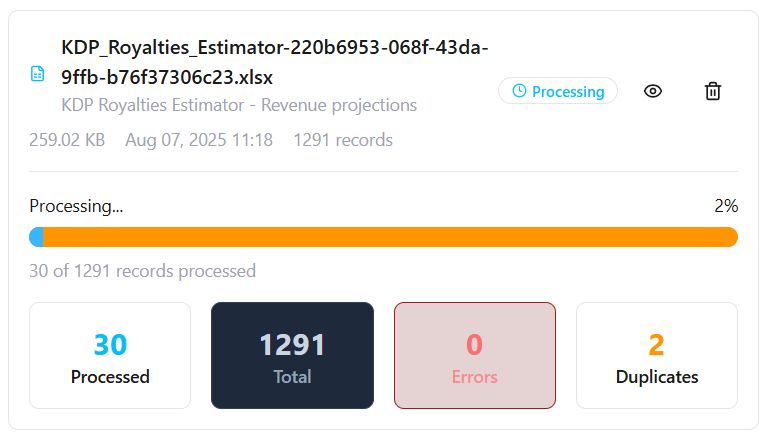 KDP_Royalties_Estimator-220b6953-068f-43da-
9ffb-b76f37306c23.xlsx
KDP Royalties Estimator - Revenue projections
Processing
259.02 KB Aug 07, 2025 11:18 1291 records
Processing... 2%
30 of 1291 records processed
30 1291 0 2
Processed Total Errors Duplicates